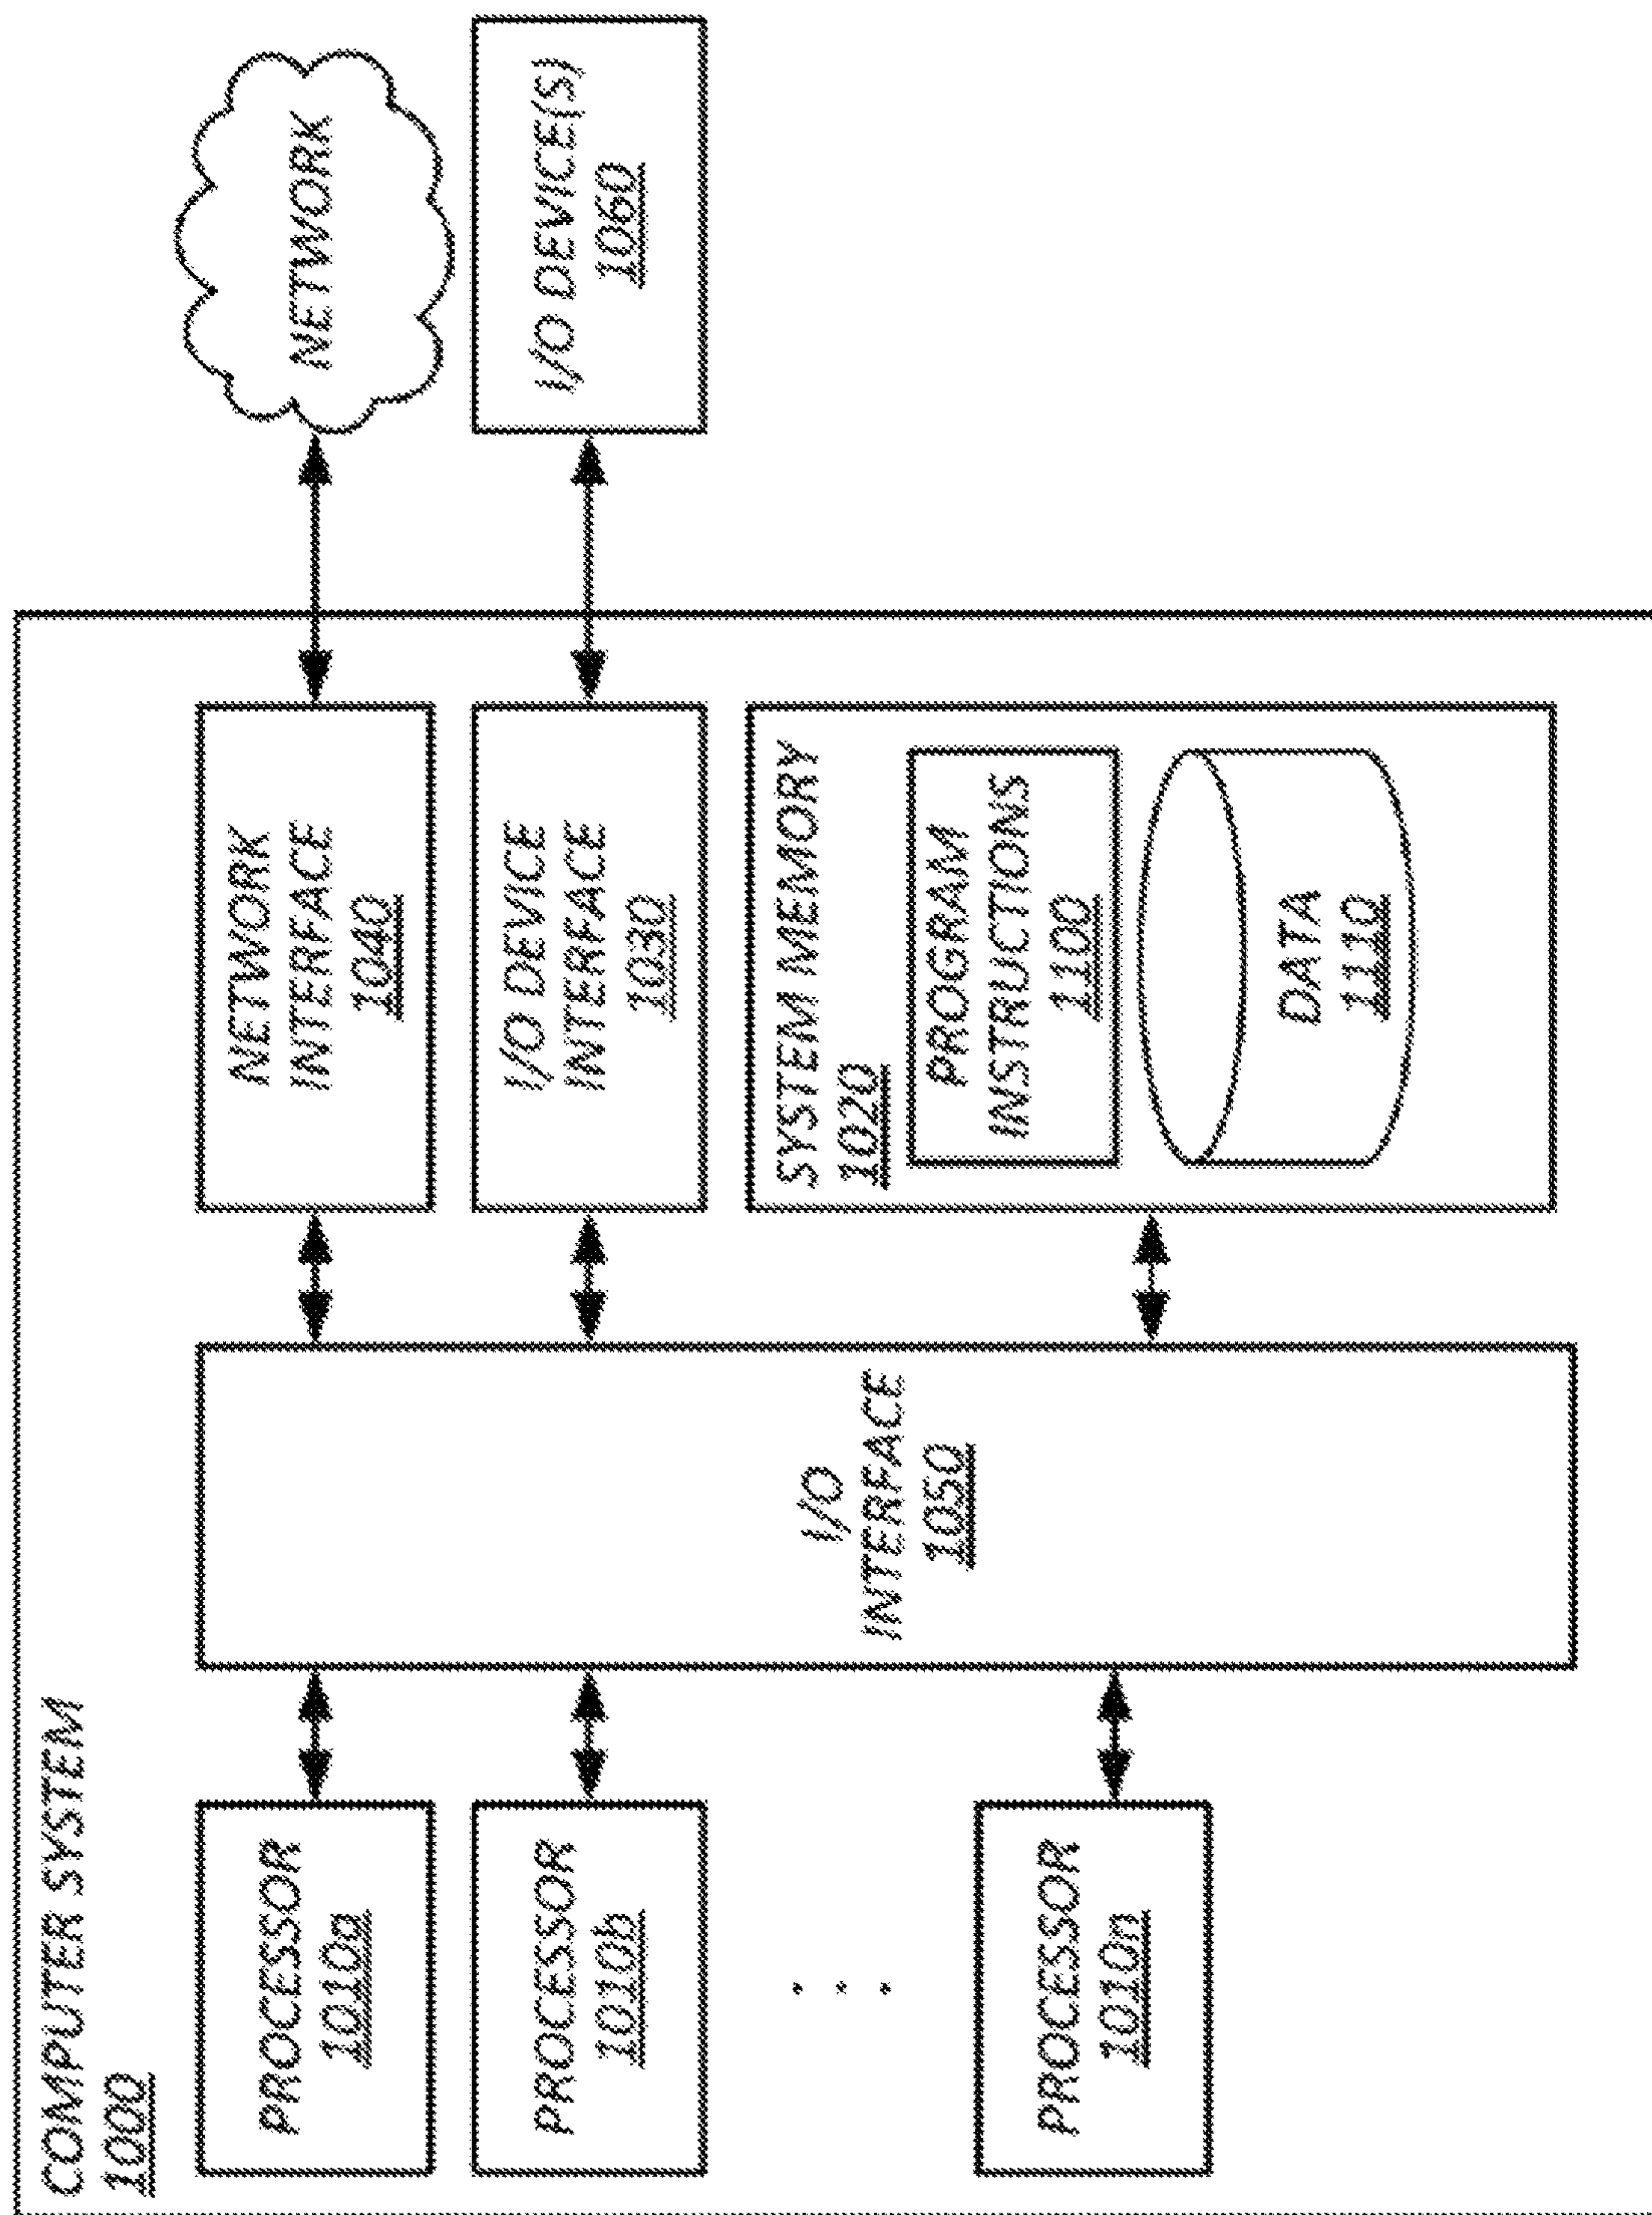 COMPUTER SYSTEM
1000
PROCESSOR
1010a
PROCESSOR
1010b
. . .
PROCESSOR
1010n
I/O
INTERFACE
1050
NETWORK
INTERFACE
1040
I/O DEVICE
INTERFACE
1030
SYSTEM MEMORY
1020
PROGRAM
INSTRUCTIONS
1100
DATA
1110
NETWORK
I/O DEVICE(S)
1060